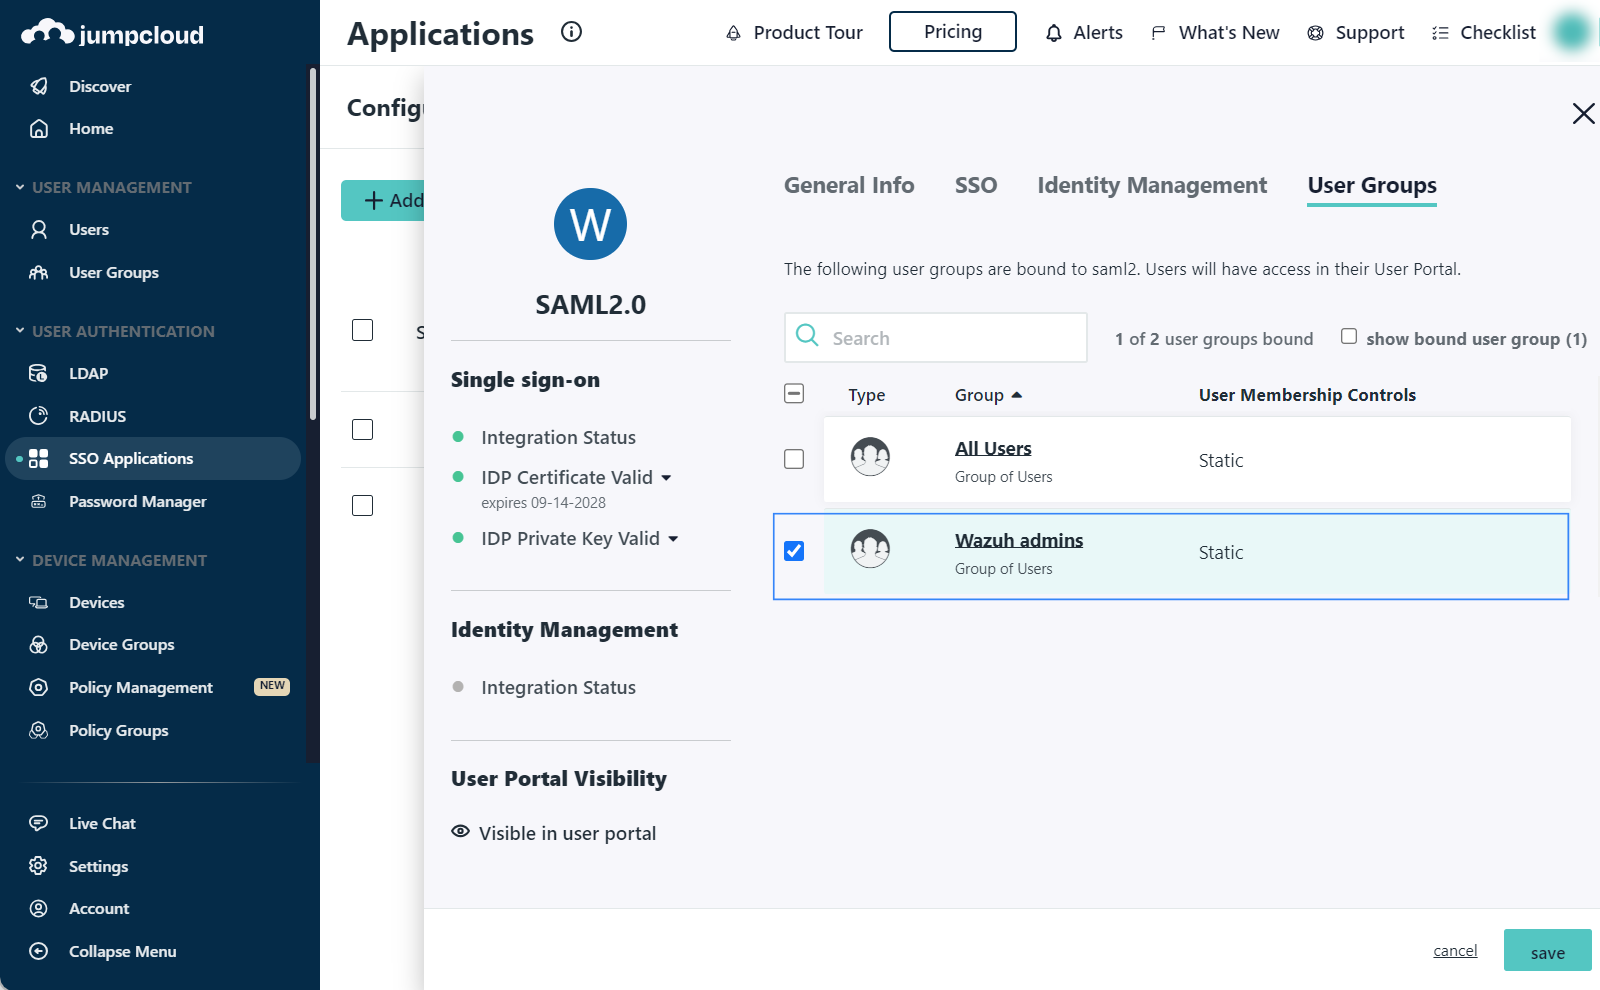 jumpcloud
Discover
Home
USER MANAGEMENT
Users
User Groups
USER AUTHENTICATION
LDAP
RADIUS
SSO Applications
Password Manager
DEVICE MANAGEMENT
Devices
Device Groups
Policy Management NEW
Policy Groups
Live Chat
Settings
Account
Collapse Menu
Applications
Product Tour
Pricing
Alerts
What's New
Support
Checklist
Configu
+ Add
S
W
SAML2.0
Single sign-on
Integration Status
IDP Certificate Valid
expires 09-14-2028
IDP Private Key Valid
Identity Management
Integration Status
User Portal Visibility
Visible in user portal
General Info SSO Identity Management User Groups
The following user groups are bound to saml2. Users will have access in their User Portal.
Search
1 of 2 user groups bound
show bound user group (1)
Type Group User Membership Controls
All Users
Group of Users
Static
Wazuh admins
Group of Users
Static
cancel
save